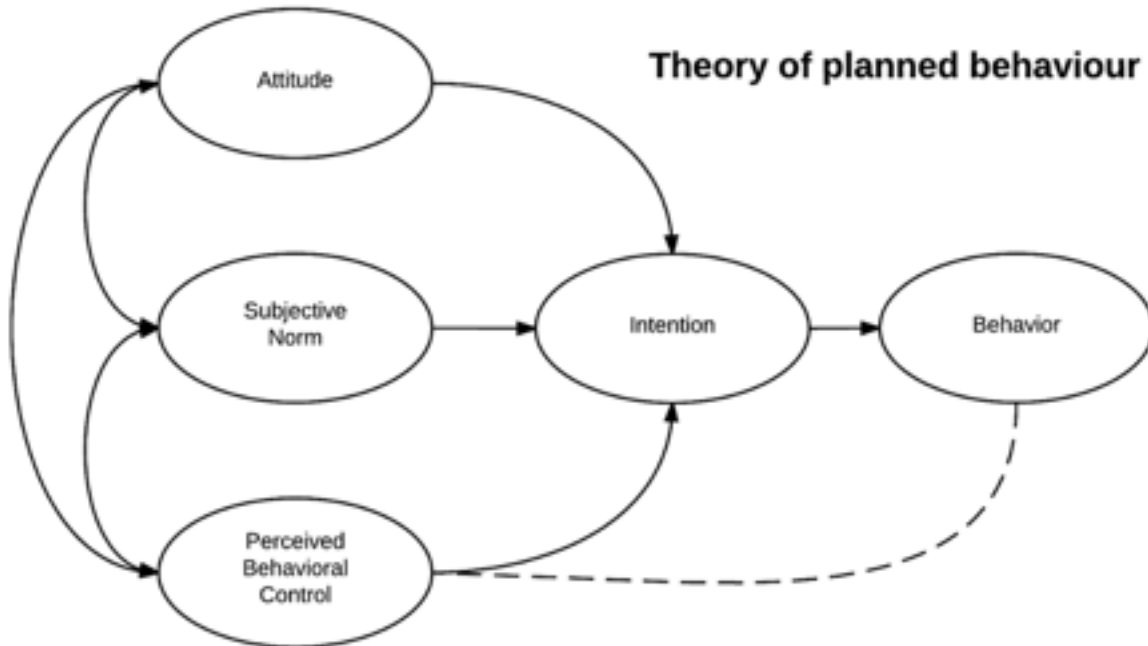 Theory of planned behaviour
Attitude
Subjective
Norm
Intention
Behavior
Perceived
Behavioral
Control